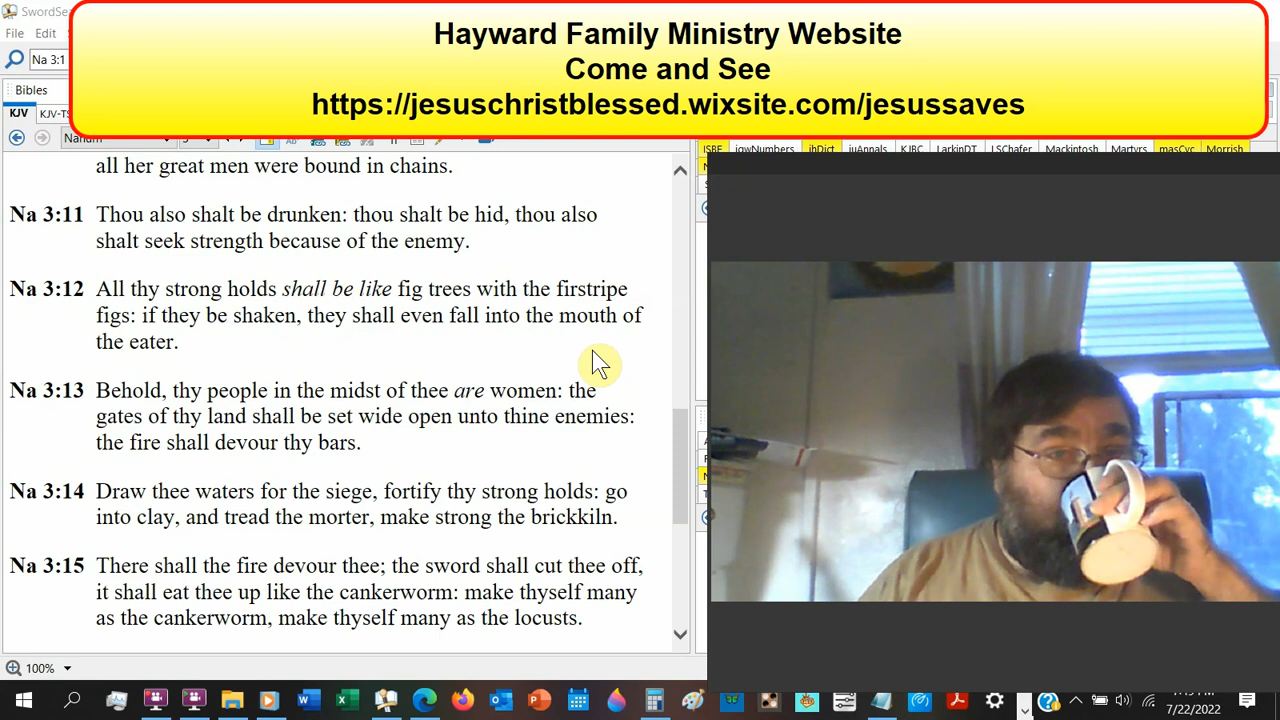 Hayward Family Ministry Website
Come and See
https://jesuschristblessed.wixsite.com/jesussaves
SwordSea
File Edit
Na 3:1
Bibles
KJV KJV-TS
Nahum
all her great men were bound in chains.
Na 3:11 Thou also shalt be drunken: thou shalt be hid, thou also
shalt seek strength because of the enemy.
Na 3:12 All thy strong holds shall be like fig trees with the firstripe
figs: if they be shaken, they shall even fall into the mouth of
the eater.
Na 3:13 Behold, thy people in the midst of thee are women: the
gates of thy land shall be set wide open unto thine enemies:
the fire shall devour thy bars.
Na 3:14 Draw thee waters for the siege, fortify thy strong holds: go
into clay, and tread the morter, make strong the brickkiln.
Na 3:15 There shall the fire devour thee; the sword shall cut thee off,
it shall eat thee up like the cankerworm: make thyself many
as the cankerworm, make thyself many as the locusts.
100%
ISBE jgwNumbers jhDict juAnnals KJBC LarkinDT LSChafer Mackintosh Martyrs masCyc Morrish
7/22/2022